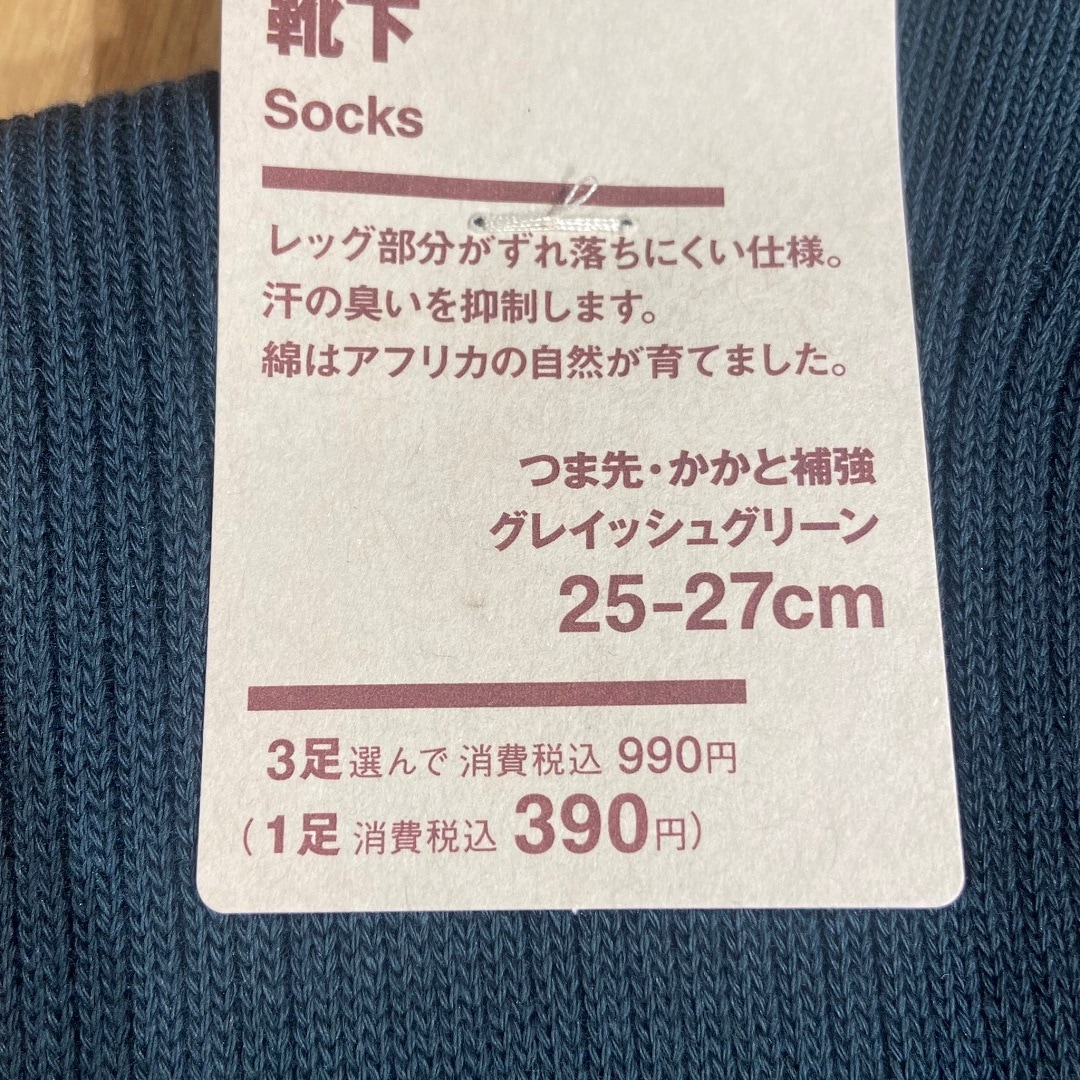 靴下
Socks
レッグ部分がずれ落ちにくい仕様。
汗の臭いを抑制します。
綿はアフリカの自然が育てました。
つま先・かかと補強
グレイッシュグリーン
25-27cm
3足選んで 消費税込 990円
(1足 消費税込 390円)